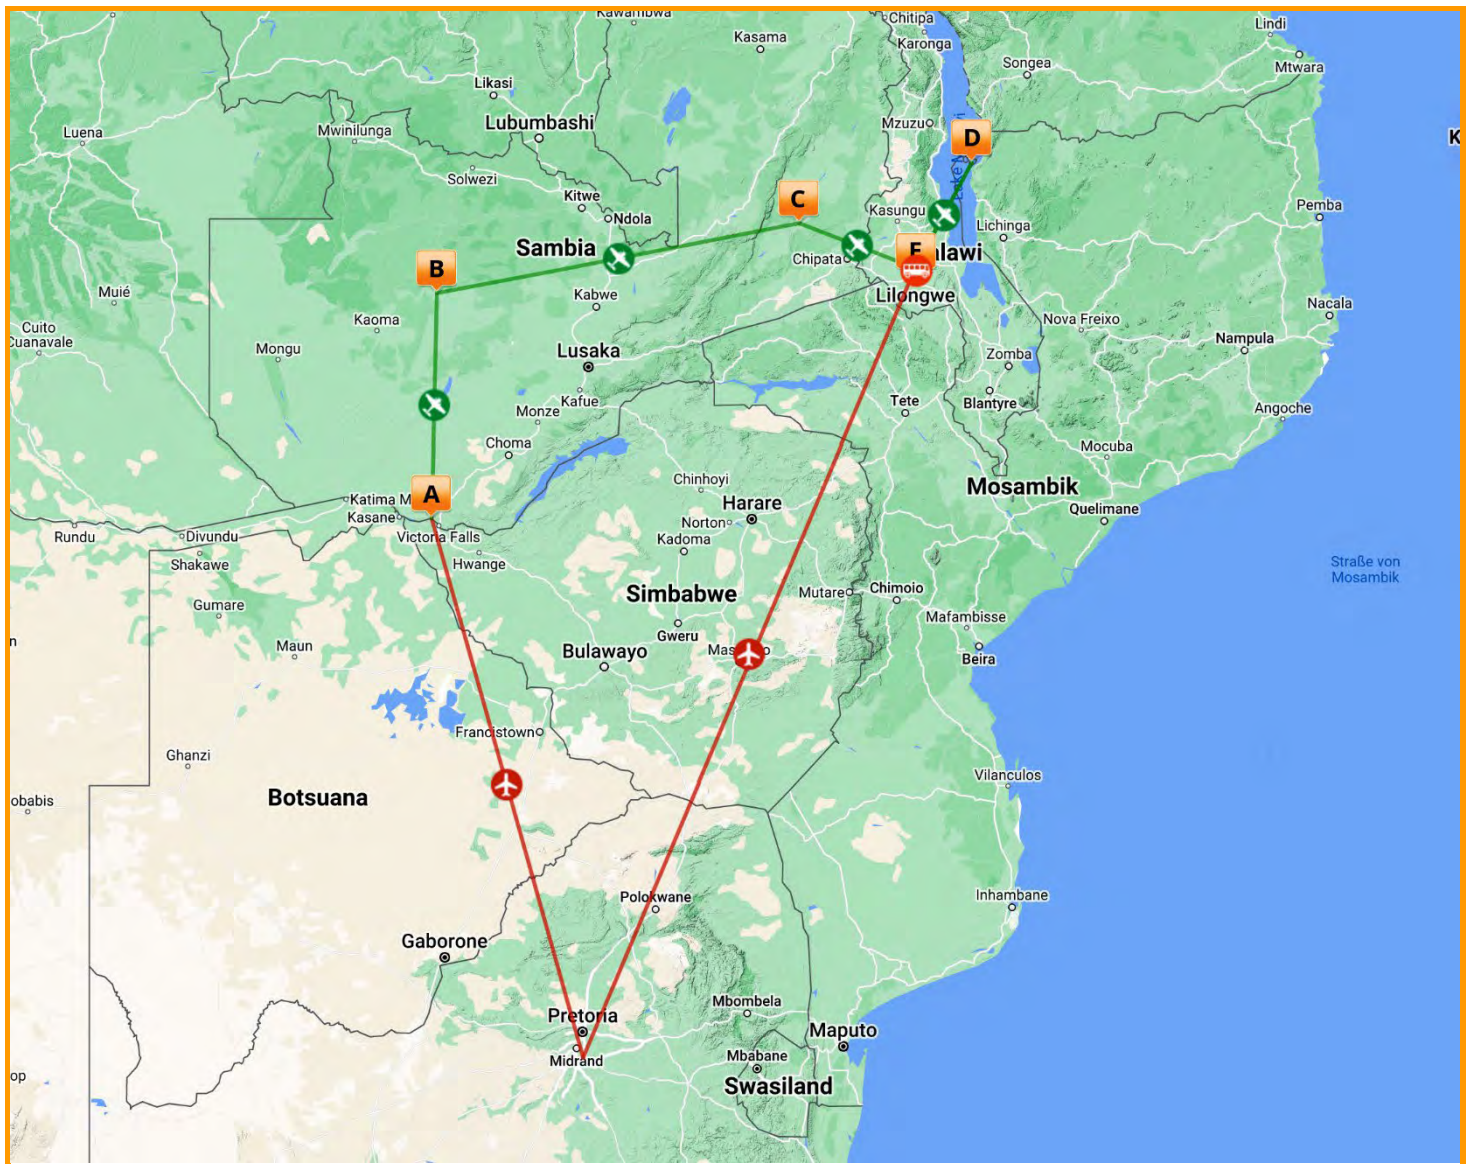 Kawambwa
Chitipa
Lindi
Kasama
Karonga
Songea
Mtwara
Likasi
Luena
Mwinilunga
Lubumbashi
Mzuzu
D
K
Solwezi
Kitwe
Ndola
C
Kasungu
Lichinga
Pemba
Sambia
B
Chipata
E
alawi
Lilongwe
Muié
Kaoma
Kabwe
Nacala
Cuito
Cuanavale
Mongu
Lusaka
Nova Freixo
Nampula
Zomba
Kafue
Monze
Tete
Blantyre
Angoche
Choma
Mocuba
Chinhoyi
Mosambik
A
Katima M
Kasane
Harare
Quelimane
Norton
Rundu
Divundu
Victoria Falls
Kadoma
Shakawe
Hwange
Straße von
Mosambik
Simbabwe
Mutare
Chimoio
Gumare
Gweru
Mafambisse
Maun
Bulawayo
Mas
o
Beira
n
Francistown
Ghanzi
Vilanculos
obabis
Botsuana
Polokwane
Inhambane
Gaborone
Mbombela
Pretoria
Maputo
Midrand
Mbabane
op
Swasiland